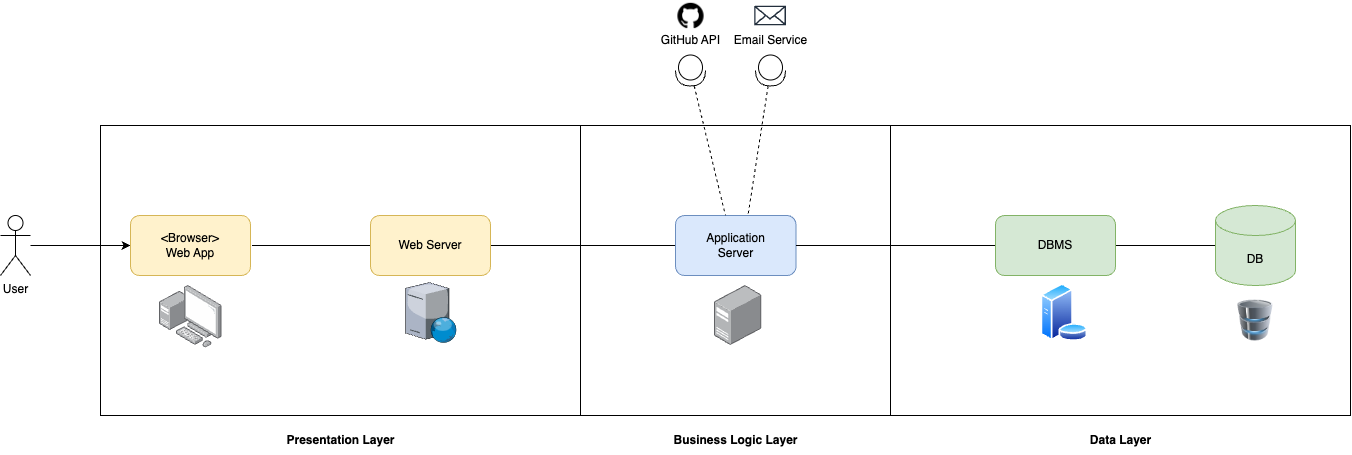 GitHub API
Email Service
User
<Browser>
Web App
Web Server
Application
Server
DBMS
DB
Presentation Layer
Business Logic Layer
Data Layer